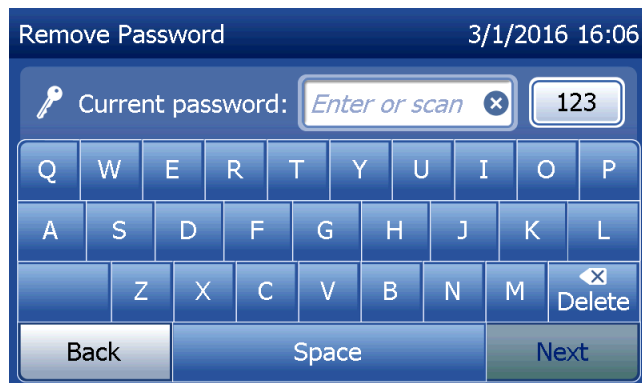 Remove Password 3/1/2016 16:06
Current password: Enter or scan 123
Q W E R T Y U I O P
A S D F G H J K L
Z X C V B N M Delete
Back Space Next